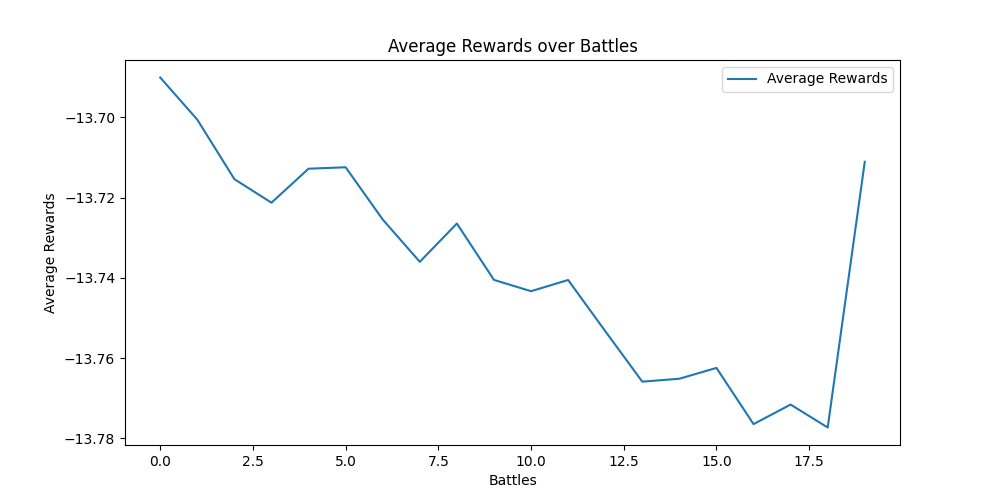 Average Rewards over Battles
Average Rewards
−13.70
−13.72
−13.74
−13.76
−13.78
Average Rewards
0.0 2.5 5.0 7.5 10.0 12.5 15.0 17.5
Battles